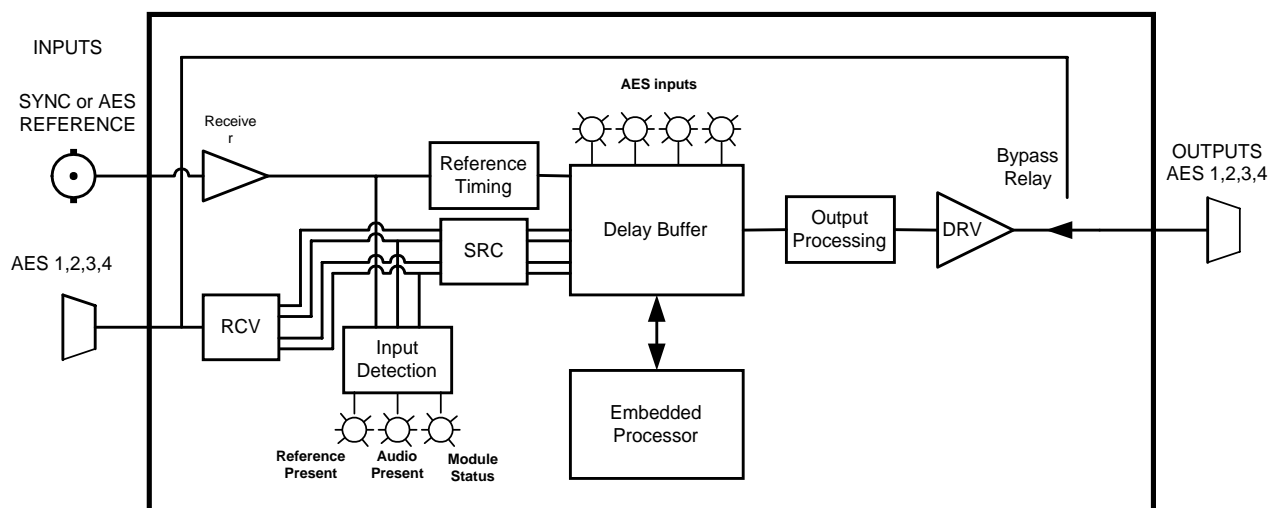 INPUTS
SYNC or AES
REFERENCE
AES 1,2,3,4
Receive
r
AES inputs
Reference
Timing
SRC
RCV
Input
Detection
Reference
Present
Audio
Present
Module
Status
Delay Buffer
Embedded
Processor
Output
Processing
DRV
Bypass
Relay
OUTPUTS
AES 1,2,3,4